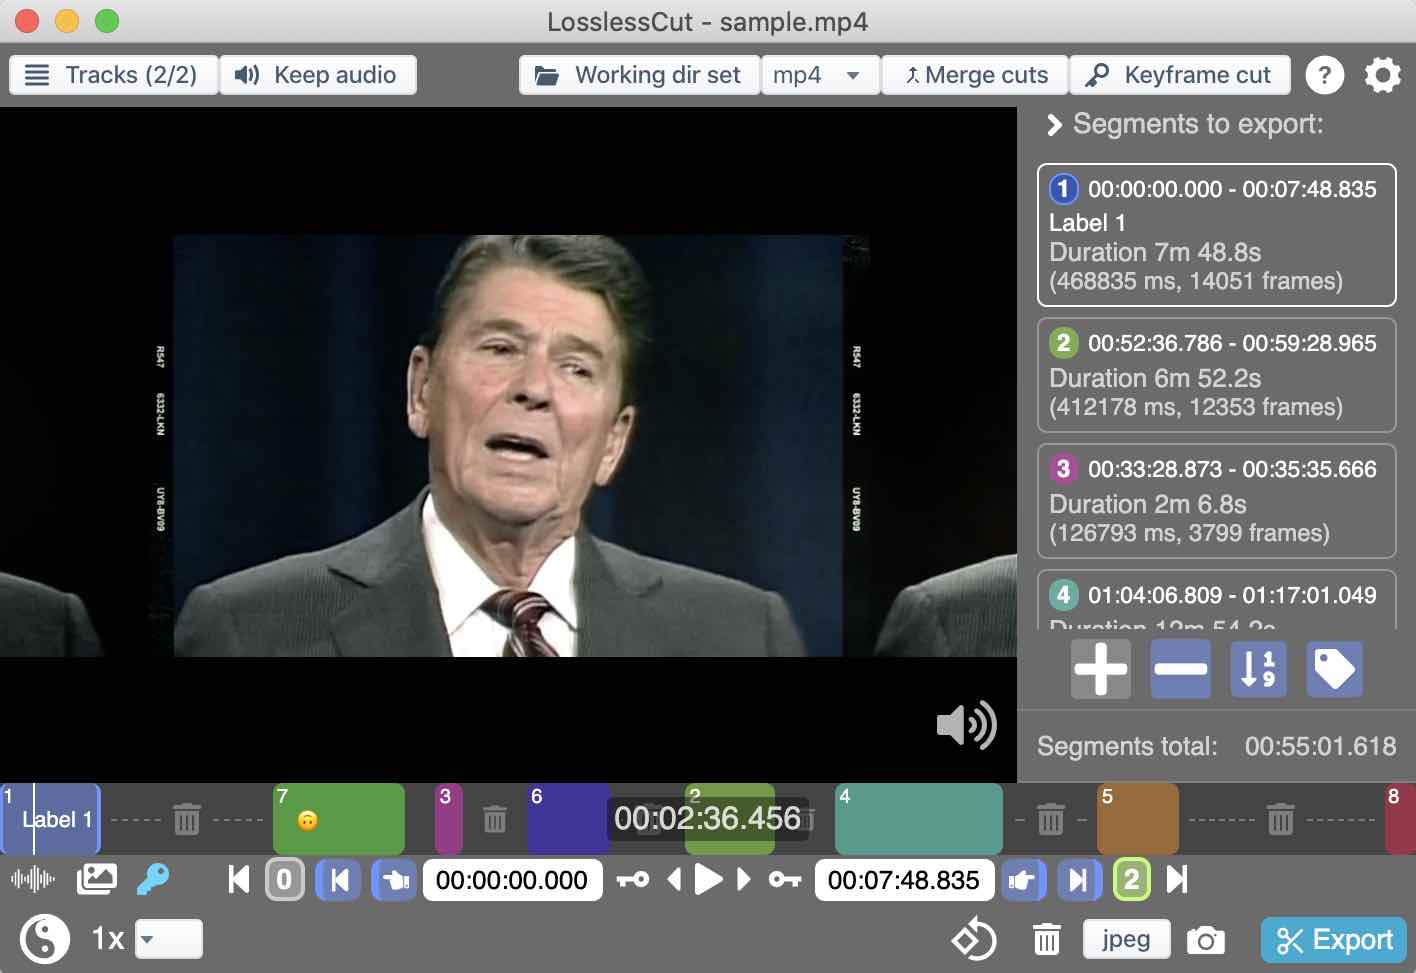 LosslessCut - sample.mp4
Tracks (2/2)
Keep audio
Working dir set
mp4
Merge cuts
Keyframe cut
?
Segments to export:
1 00:00:00.000 - 00:07:48.835
Label 1
Duration 7m 48.8s
(468835 ms, 14051 frames)
2 00:52:36.786 - 00:59:28.965
Duration 6m 52.2s
(412178 ms, 12353 frames)
3 00:33:28.873 - 00:35:35.666
Duration 2m 6.8s
(126793 ms, 3799 frames)
4 01:04:06.809 - 01:17:01.049
Duration 12m 54.2s
R547
6332-LKN
UY8-BV09
R547
6332-LKN
UY8-BV09
1 9
Segments total: 00:55:01.618
1
Label 1
7
3
6
00:02:36.456
2
4
5
8
0
00:00:00.000
00:07:48.835
2
1x
jpeg
Export